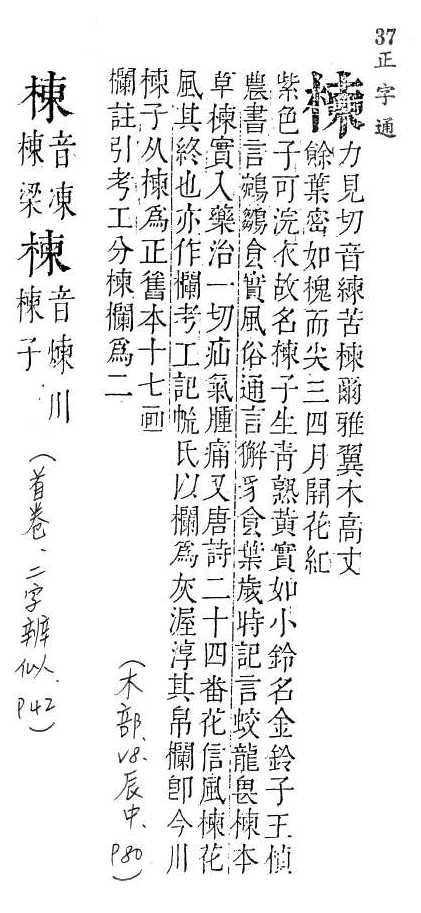 37正字通
楝
力見切音練苦楝爾雅翼木高丈
餘葉密如槐而尖三四月開花紅
紫色子可浣衣故名楝子生青熟黃實如小鈴名金鈴子王禎
農書言鵷鶵食實風俗通言獬豸食葉歲時記言蛟龍畏楝本
草楝實入藥治一切疝氣腫痛又唐詩二十四番花信風楝花
風其終也亦作欄考工記㡛氏以欄爲灰渥淳其帛欄卽今川
楝子从楝爲正舊本十七画
欄註引考工分楝欄爲二
(木部、v8.辰中、P80)
棟 音凍
棟梁
楝 音煉川
楝子
(首卷、二字辨似、P42)